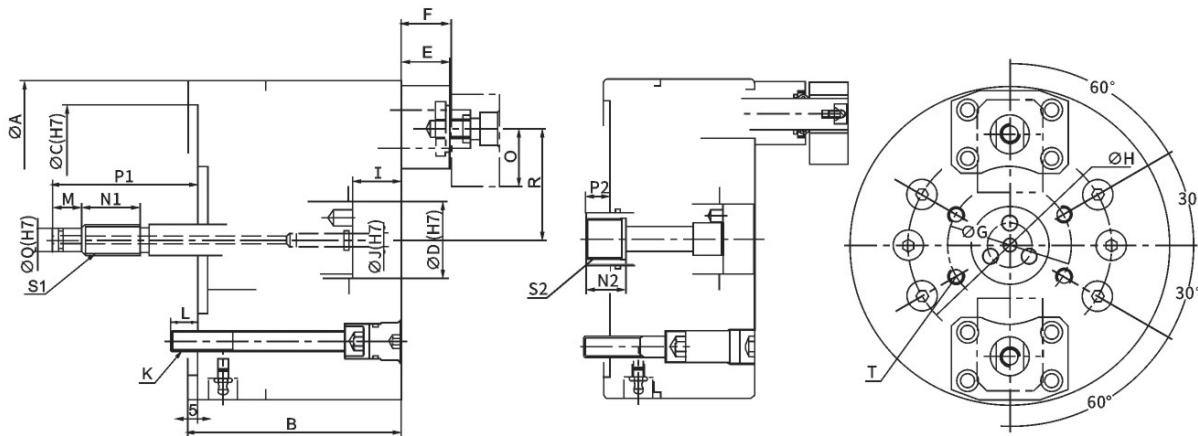 F
E
ØA
ØC(H7)
P1
M
N1
ØQ(H7)
S1
I
ØJ(H7)
ØD(H7)
O
R
L
K
5
B
P2
S2
N2
60°
ØH
30°
ØG
30°
T
60°